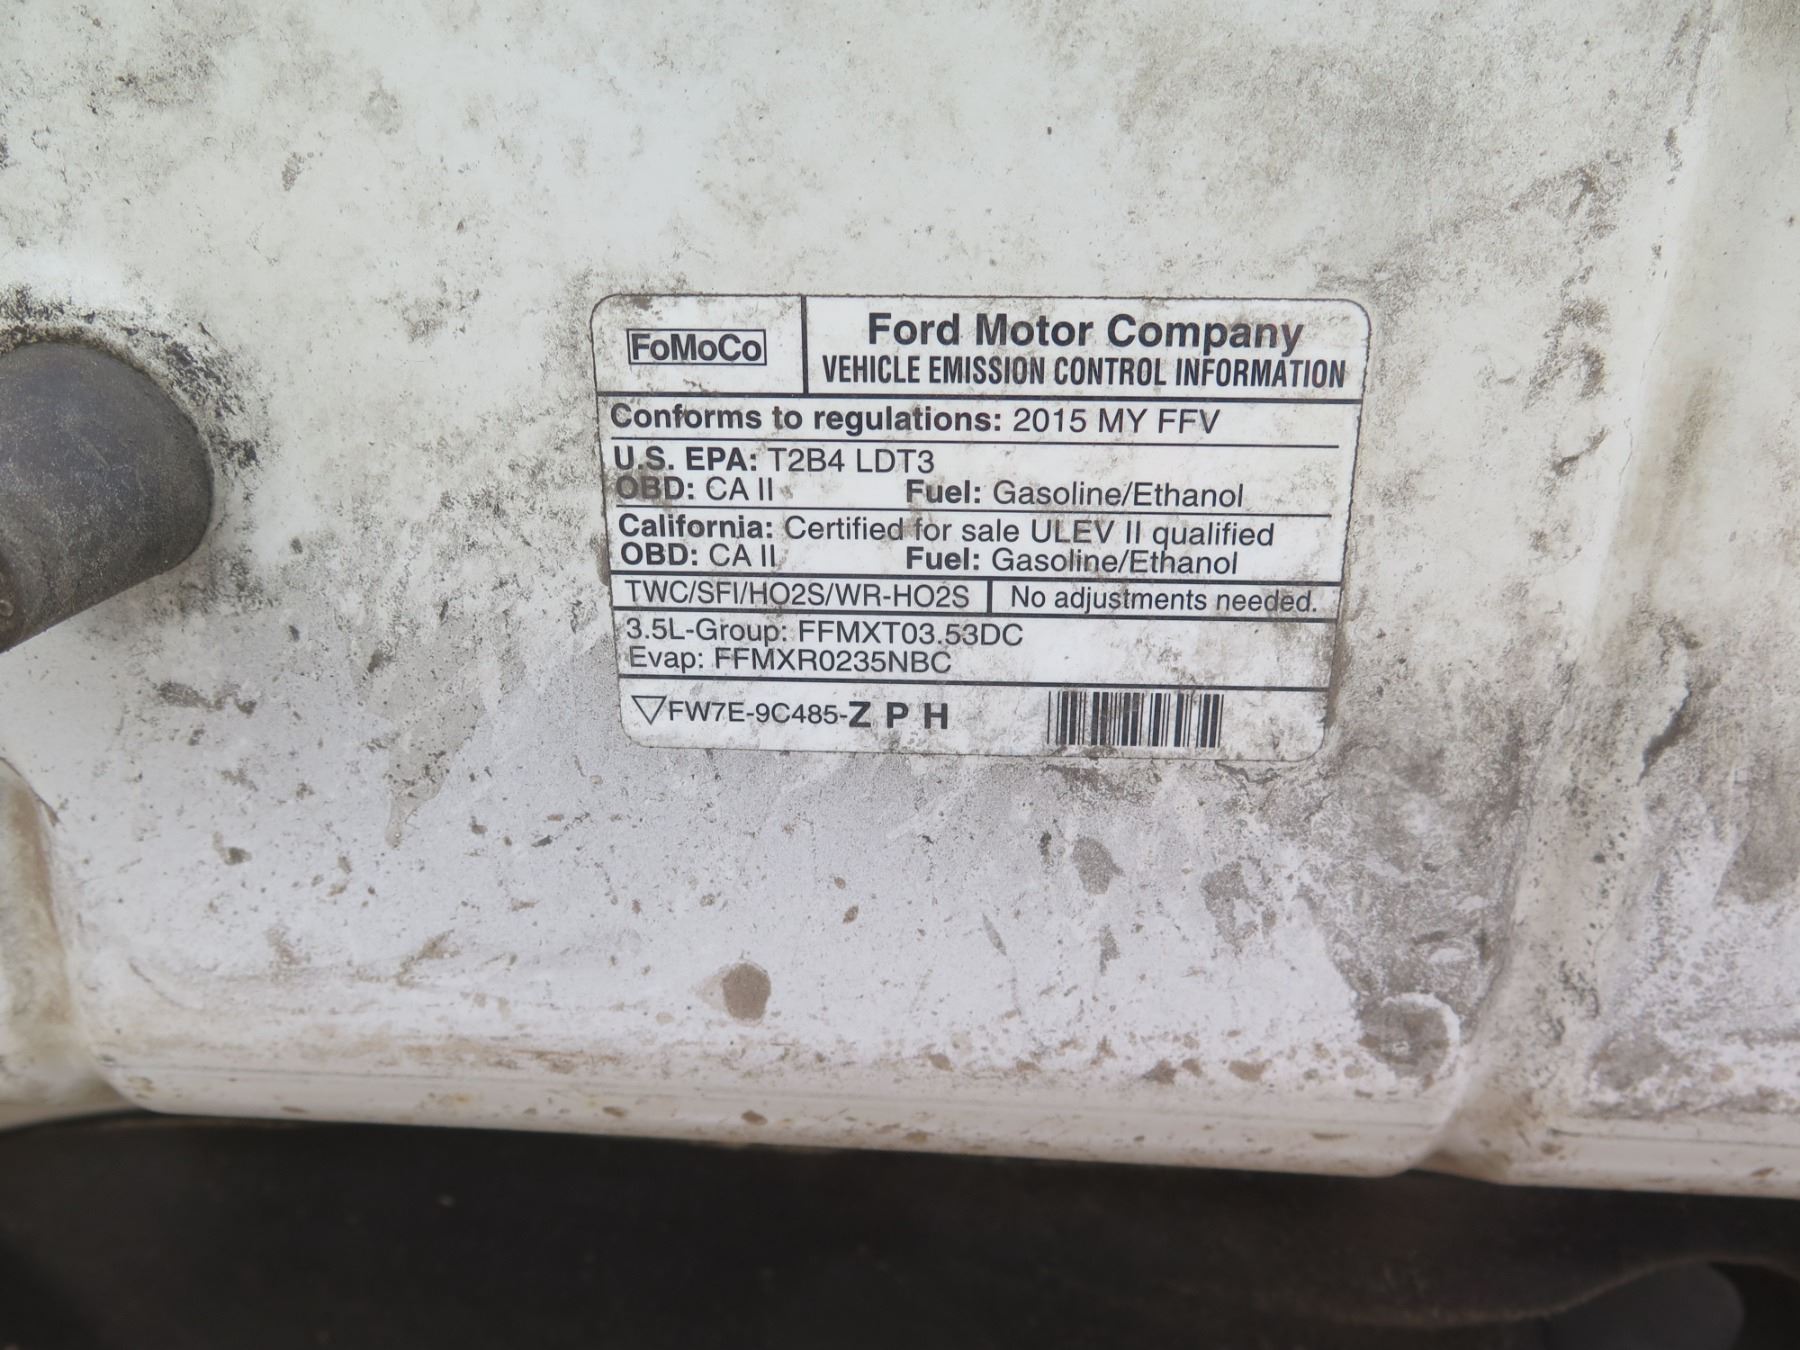 FoMoCo
Ford Motor Company
VEHICLE EMISSION CONTROL INFORMATION
Conforms to regulations: 2015 MY FFV
U.S. EPA: T2B4 LDT3
OBD: CA II Fuel: Gasoline/Ethanol
California: Certified for sale ULEV II qualified
OBD: CA II Fuel: Gasoline/Ethanol
TWC/SFI/HO2S/WR-HO2S No adjustments needed.
3.5L-Group: FFMXT03.53DC
Evap: FFMXR0235NBC
FW7E-9C485-Z P H